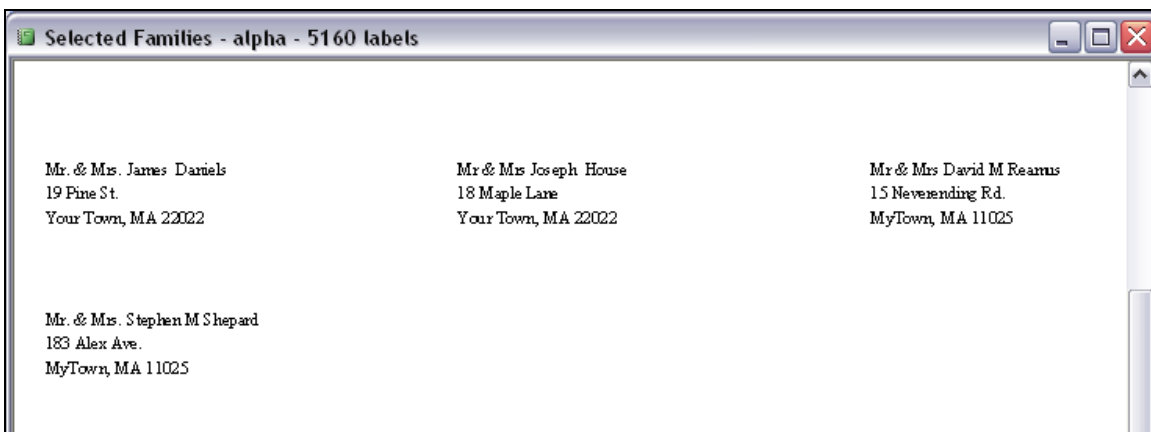 Selected Families - alpha - 5160 labels
Mr. & Mrs. James Daniels
19 Pine St.
Your Town, MA 22022
Mr & Mrs Joseph House
18 Maple Lane
Your Town, MA 22022
Mr & Mrs David M Reamus
15 Neverending Rd.
MyTown, MA 11025
Mr. & Mrs. Stephen M Shepard
183 Alex Ave.
MyTown, MA 11025